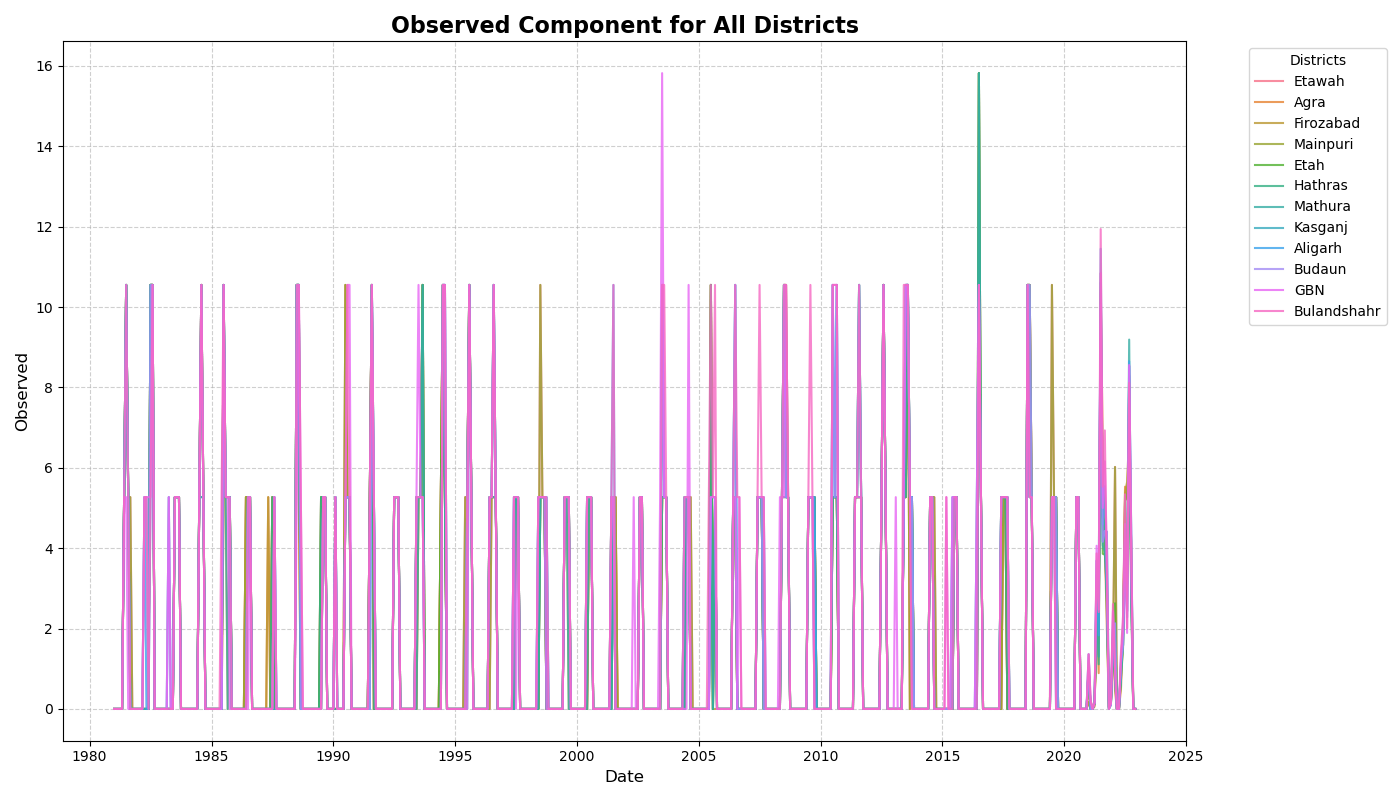 Observed Component for All Districts
Observed
16
14
12
10
8
6
4
2
0
1980
1985
1990
1995
2000
2005
2010
2015
2020
2025
Date
Districts
Etawah
Agra
Firozabad
Mainpuri
Etah
Hathras
Mathura
Kasganj
Aligarh
Budaun
GBN
Bulandshahr